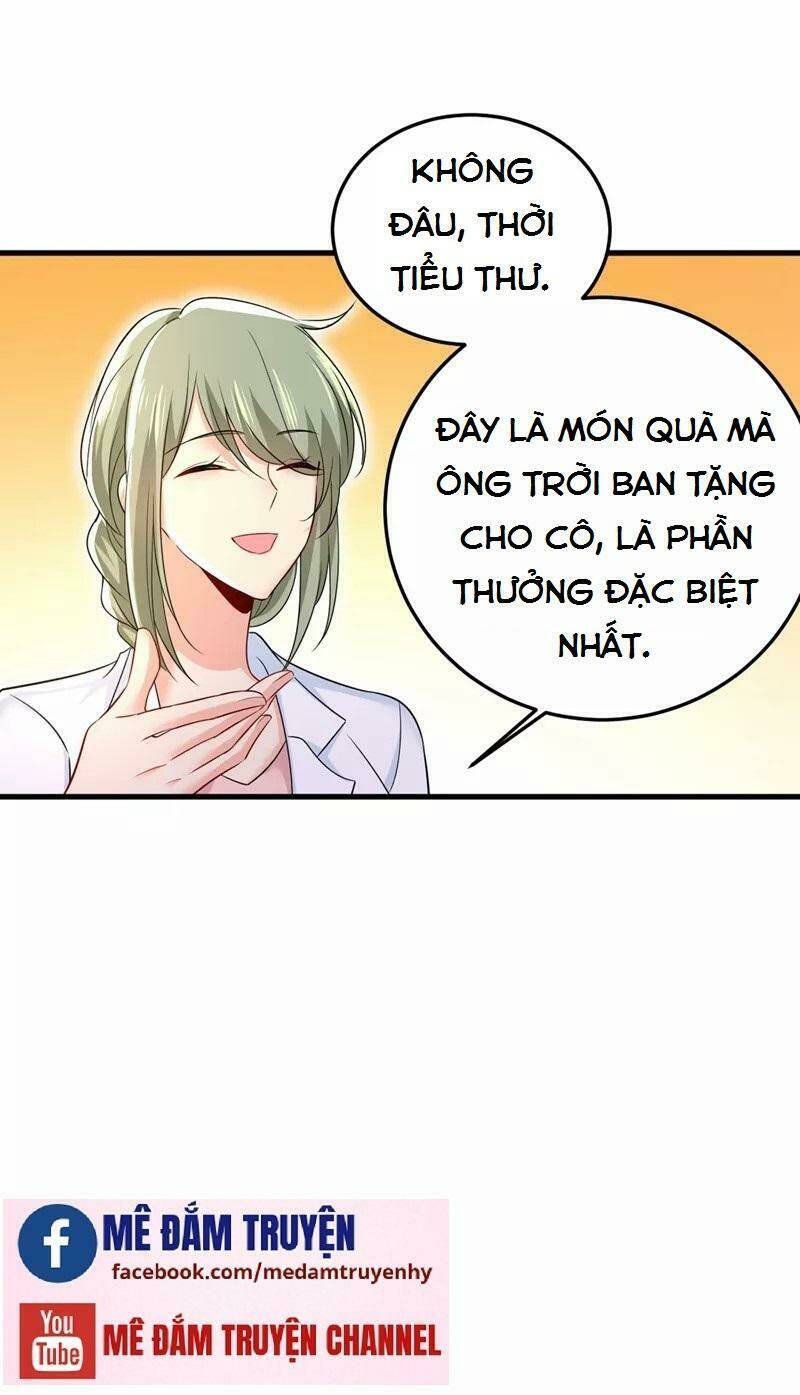 KHÔNG
ĐÂU, THỜI
TIỂU THƯ.
ĐÂY LÀ MÓN QUÀ MÀ
ÔNG TRỜI BAN TẶNG
CHO CÔ, LÀ PHẦN
THƯỞNG ĐẶC BIỆT
NHẤT.
f MÊ ĐẮM TRUYỆN
facebook.com/medamtruyenhy
You
Tube
MÊ ĐẮM TRUYỆN CHANNEL